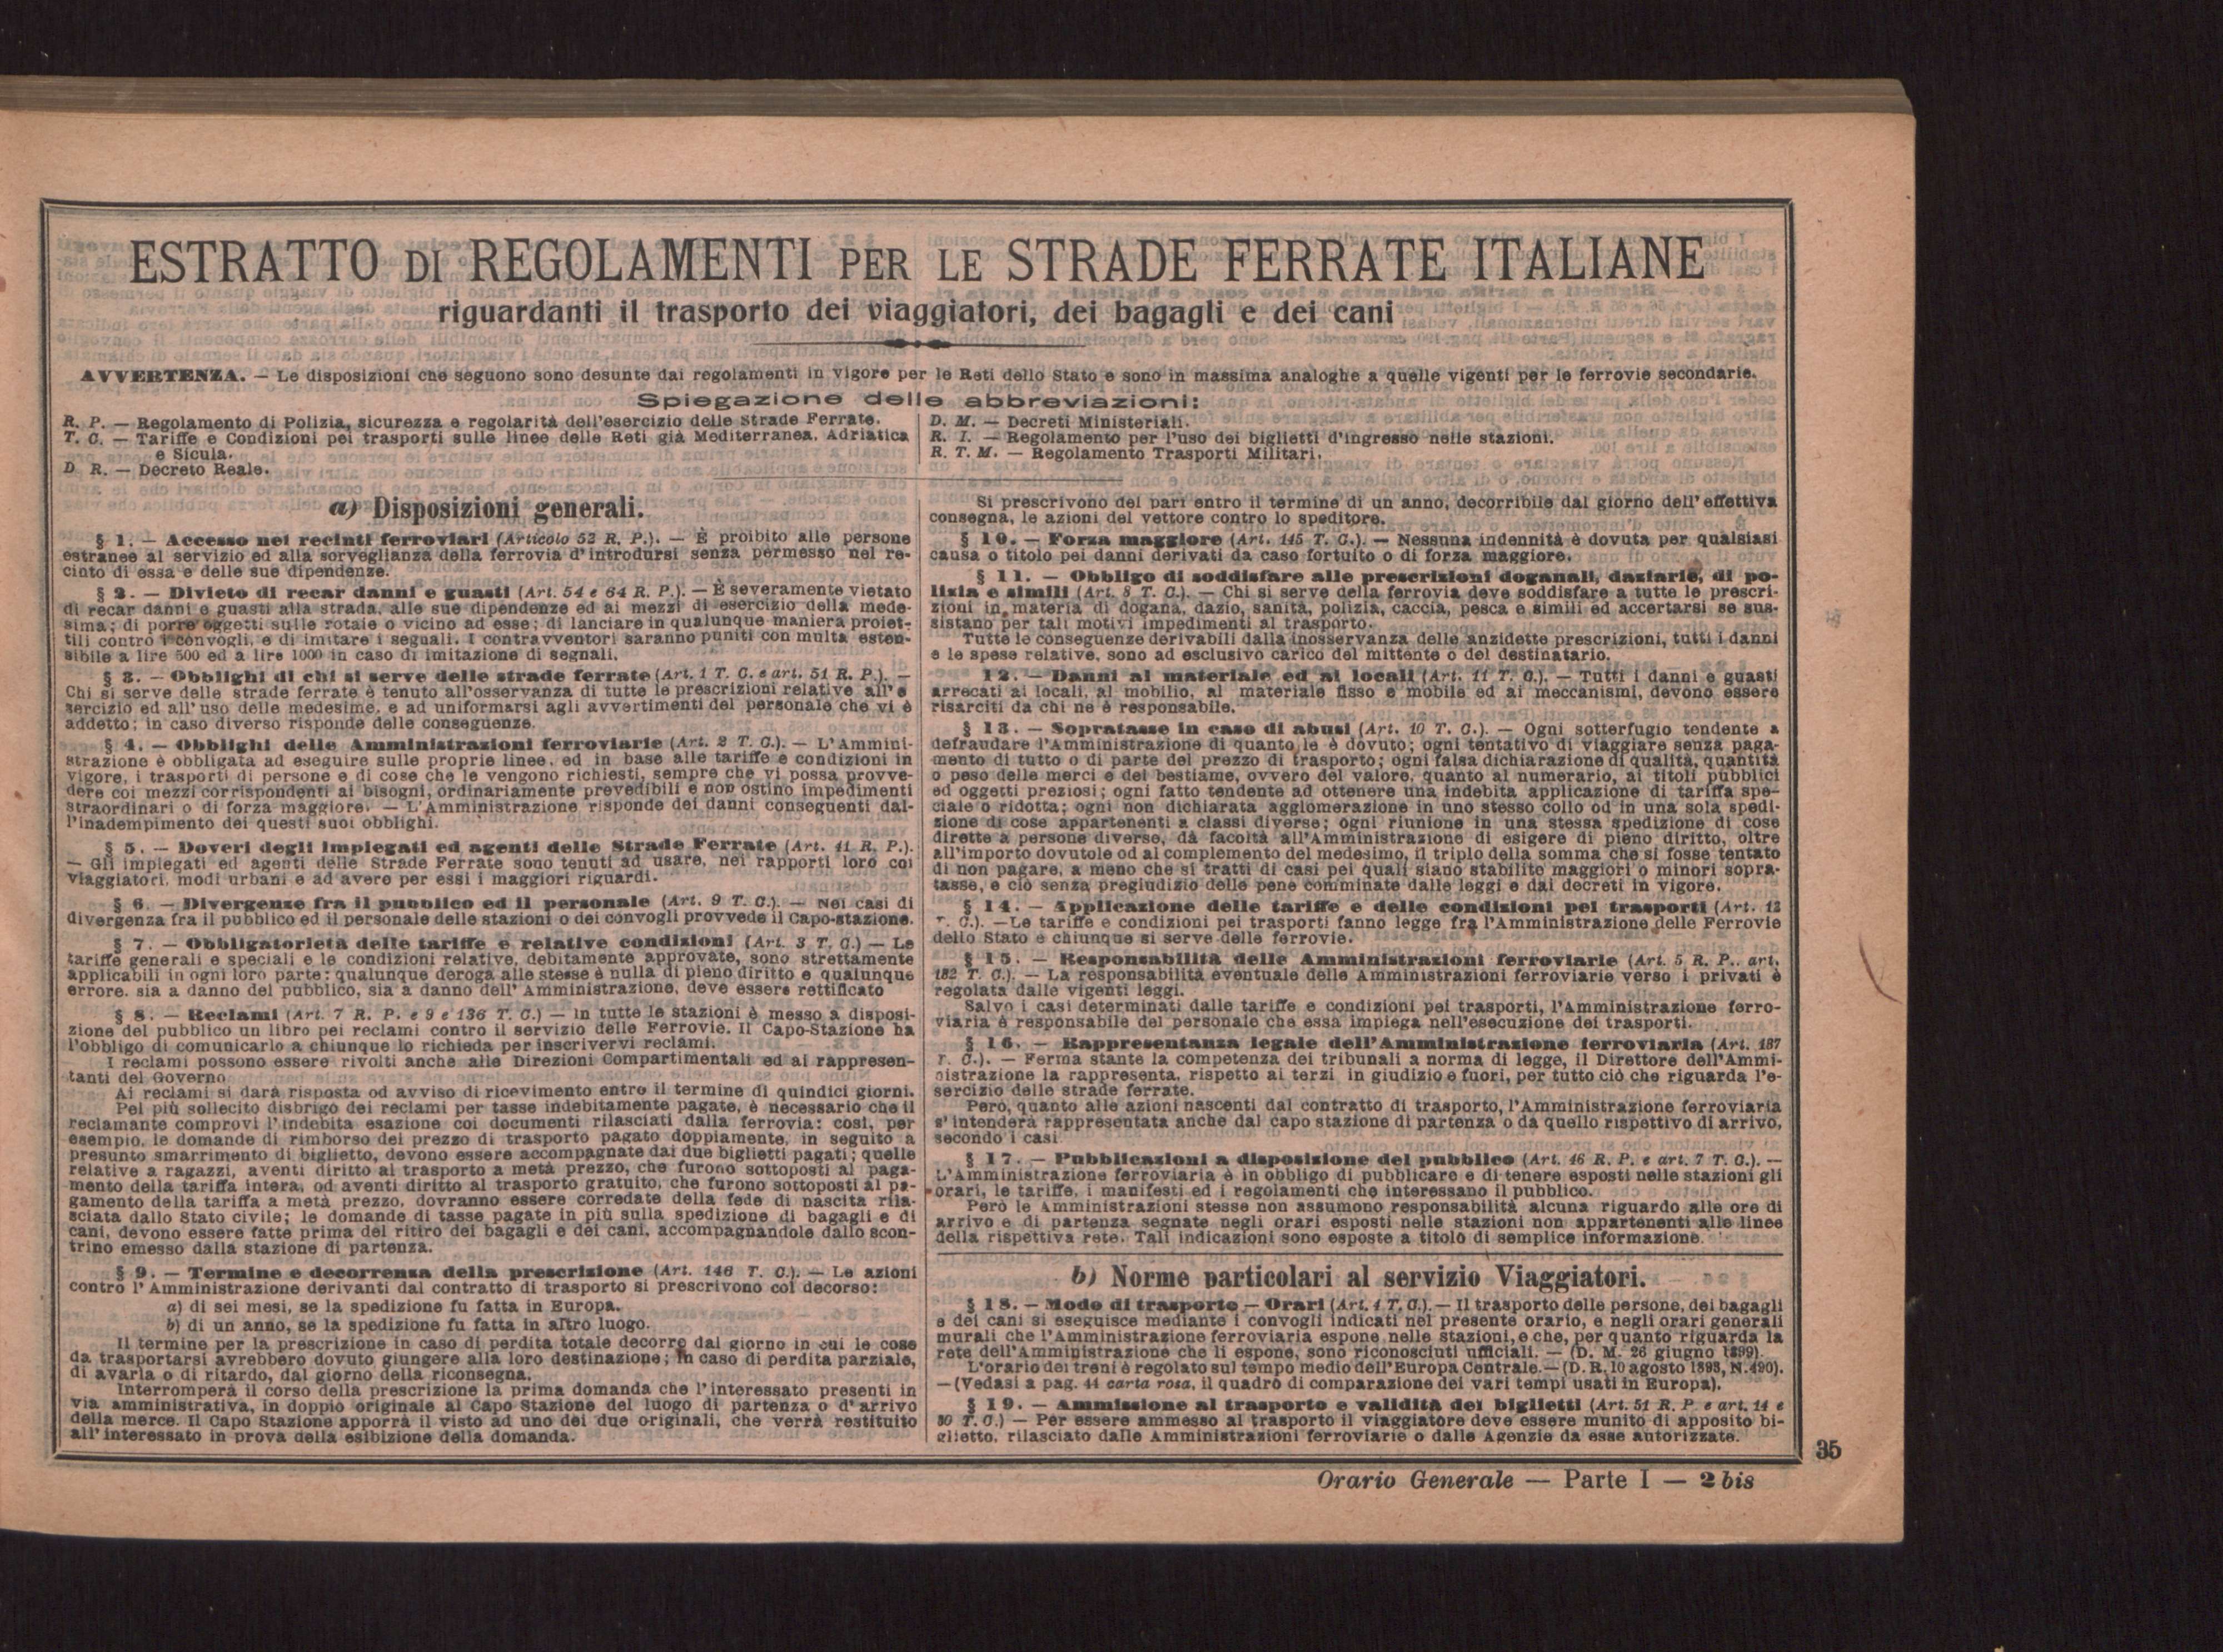 ESTRATTO DI REGOLAMENTI PER LE STRADE FERRATE ITALIANE
riguardanti il trasporto dei viaggiatori, dei bagagli e dei cani
AVVERTENZA. — Le disposizioni che seguono sono desunte dai regolamenti in vigore per le Reti dello Stato e sono in massima analoghe a quelle vigenti per le ferrovie secondarie.
Spiegazione delle abbreviazioni:
R. P. — Regolamento di Polizia, sicurezza e regolarità dell'esercizio delle Strade Ferrate.
T. C. — Tariffe e Condizioni pei trasporti sulle linee delle Reti già Mediterranea, Adriatica
e Sicula.
D R. — Decreto Reale.
D. M. — Decreti Ministeriali.
R. I. — Regolamento per l'uso dei biglietti d'ingresso nelle stazioni.
R. T. M. — Regolamento Trasporti Militari.
a) Disposizioni generali.
§ 1. — Accesso nei recinti ferroviari (Articolo 52 R. P.). — È proibito alle persone
estranee al servizio ed alla sorveglianza della ferrovia d'introdursi senza permesso nel re-
cinto di essa e delle sue dipendenze.
§ 2. — Divieto di recar danni e guasti (Art. 54 e 64 R. P.). — È severamente vietato
di recar danni e guasti alla strada, alle sue dipendenze ed ai mezzi di esercizio della mede-
sima; di porre oggetti sulle rotaie o vicino ad esse; di lanciare in qualunque maniera proiet-
tili contro i convogli, e di imitare i segnali. I contravventori saranno puniti con multa esten-
sibile a lire 500 ed a lire 1000 in caso di imitazione di segnali.
§ 3. — Obblighi di chi si serve delle strade ferrate (Art. 1 T. C. e art. 51 R. P.). —
Chi si serve delle strade ferrate è tenuto all'osservanza di tutte le prescrizioni relative all'e
sercizio ed all'uso delle medesime, e ad uniformarsi agli avvertimenti del personale che vi è
addetto; in caso diverso risponde delle conseguenze.
§ 4. — Obblighi delle Amministrazioni ferroviarie (Art. 2 T. C.). — L'Ammini-
strazione è obbligata ad eseguire sulle proprie linee, ed in base alle tariffe e condizioni in
vigore, i trasporti di persone e di cose che le vengono richiesti, sempre che vi possa provve-
dere coi mezzi corrispondenti ai bisogni, ordinariamente prevedibili e non ostino impedimenti
straordinari o di forza maggiore. — L'Amministrazione risponde dei danni conseguenti dal-
l'inadempimento dei questi suoi obblighi.
§ 5. — Doveri degli impiegati ed agenti delle Strade Ferrate (Art. 41 R. P.).
— Gli impiegati ed agenti delle Strade Ferrate sono tenuti ad usare, nei rapporti loro coi
viaggiatori, modi urbani e ad avere per essi i maggiori riguardi.
§ 6. — Divergenze fra il pubblico ed il personale (Art. 9 T. C.). — Nei casi di
divergenza fra il pubblico ed il personale delle stazioni o dei convogli provvede il Capo-stazione.
§ 7. — Obbligatorietà delle tariffe e relative condizioni (Art. 3 T. C.) — Le
tariffe generali e speciali e le condizioni relative, debitamente approvate, sono strettamente
applicabili in ogni loro parte: qualunque deroga alle stesse è nulla di pieno diritto e qualunque
errore, sia a danno del pubblico, sia a danno dell'Amministrazione, deve essere rettificato
§ 8. — Reclami (Art. 7 R. P. e 9 e 136 T. C.) — In tutte le stazioni è messo a disposi-
zione del pubblico un libro pei reclami contro il servizio delle Ferrovie. Il Capo-Stazione ha
l'obbligo di comunicarlo a chiunque lo richieda per inscrivervi reclami.
I reclami possono essere rivolti anche alle Direzioni Compartimentali ed ai rappresen-
tanti del Governo
Ai reclami si darà risposta od avviso di ricevimento entro il termine di quindici giorni.
Pel più sollecito disbrigo dei reclami per tasse indebitamente pagate, è necessario che il
reclamante comprovi l'indebita esazione coi documenti rilasciati dalla ferrovia: così, per
esempio, le domande di rimborso dei prezzo di trasporto pagato doppiamente, in seguito a
presunto smarrimento di biglietto, devono essere accompagnate dai due biglietti pagati; quelle
relative a ragazzi, aventi diritto al trasporto a metà prezzo, che furono sottoposti al paga-
mento della tariffa intera, od aventi diritto al trasporto gratuito, che furono sottoposti al pa-
gamento della tariffa a metà prezzo, dovranno essere corredate della fede di nascita rila-
sciata dallo Stato civile; le domande di tasse pagate in più sulla spedizione di bagagli e di
cani, devono essere fatte prima del ritiro dei bagagli e dei cani, accompagnandole dallo scon-
trino emesso dalla stazione di partenza.
§ 9. — Termine e decorrenza della prescrizione (Art. 146 T. C.). — Le azioni
contro l'Amministrazione derivanti dal contratto di trasporto si prescrivono col decorso:
a) di sei mesi, se la spedizione fu fatta in Europa.
b) di un anno, se la spedizione fu fatta in altro luogo.
Il termine per la prescrizione in caso di perdita totale decorre dal giorno in cui le cose
da trasportarsi avrebbero dovuto giungere alla loro destinazione; in caso di perdita parziale,
di avaria o di ritardo, dal giorno della riconsegna.
Interromperà il corso della prescrizione la prima domanda che l'interessato presenti in
via amministrativa, in doppio originale al Capo Stazione del luogo di partenza o d'arrivo
della merce. Il Capo Stazione apporrà il visto ad uno dei due originali, che verrà restituito
all'interessato in prova della esibizione della domanda.
Si prescrivono del pari entro il termine di un anno, decorribile dal giorno dell'effettiva
consegna, le azioni del vettore contro lo speditore.
§ 10. — Forza maggiore (Art. 145 T. C.). — Nessuna indennità è dovuta per qualsiasi
causa o titolo pei danni derivati da caso fortuito o di forza maggiore.
§ 11. — Obbligo di soddisfare alle prescrizioni doganali, daziarie, di po-
lizia e simili (Art. 8 T. C.). — Chi si serve della ferrovia deve soddisfare a tutte le prescri-
zioni in materia di dogana, dazio, sanità, polizia, caccia, pesca e simili ed accertarsi se sus-
sistano per tali motivi impedimenti al trasporto.
Tutte le conseguenze derivabili dalla inosservanza delle anzidette prescrizioni, tutti i danni
e le spese relative, sono ad esclusivo carico del mittente o del destinatario.
12. — Danni al materiale ed ai locali (Art. 11 T. C.). — Tutti i danni e guasti
arrecati ai locali, al mobilio, al materiale fisso e mobile ed ai meccanismi, devono essere
risarciti da chi ne è responsabile.
§ 13. — Sopratasse in caso di abusi (Art. 10 T. C.). — Ogni sotterfugio tendente a
defraudare l'Amministrazione di quanto le è dovuto; ogni tentativo di viaggiare senza paga-
mento di tutto o di parte del prezzo di trasporto; ogni falsa dichiarazione di qualità, quantità
o peso delle merci e del bestiame, ovvero del valore, quanto al numerario, ai titoli pubblici
ed oggetti preziosi; ogni fatto tendente ad ottenere una indebita applicazione di tariffa spe-
ciale o ridotta; ogni non dichiarata agglomerazione in uno stesso collo od in una sola spedi-
zione di cose appartenenti a classi diverse; ogni riunione in una stessa spedizione di cose
dirette a persone diverse, dà facoltà all'Amministrazione di esigere di pieno diritto, oltre
all'importo dovutole od al complemento del medesimo, il triplo della somma che si fosse tentato
di non pagare, a meno che si tratti di casi pei quali siano stabilite maggiori o minori sopra-
tasse, e ciò senza pregiudizio delle pene comminate dalle leggi e dai decreti in vigore.
§ 14. — Applicazione delle tariffe e delle condizioni pei trasporti (Art. 13
T. C.). — Le tariffe e condizioni pei trasporti fanno legge fra l'Amministrazione delle Ferrovie
dello Stato e chiunque si serve delle ferrovie.
§ 15. — Responsabilità delle Amministrazioni ferroviarie (Art. 5 R. P.. art.
132 T. C.). — La responsabilità eventuale delle Amministrazioni ferroviarie verso i privati è
regolata dalle vigenti leggi.
Salvo i casi determinati dalle tariffe e condizioni pei trasporti, l'Amministrazione ferro-
viaria è responsabile del personale che essa impiega nell'esecuzione dei trasporti.
§ 16. — Rappresentanza legale dell'Amministrazione ferroviaria (Art. 137
T. C.). — Ferma stante la competenza dei tribunali a norma di legge, il Direttore dell'Ammi-
nistrazione la rappresenta, rispetto ai terzi in giudizio e fuori, per tutto ciò che riguarda l'e-
sercizio delle strade ferrate.
Però, quanto alle azioni nascenti dal contratto di trasporto, l'Amministrazione ferroviaria
s'intenderà rappresentata anche dal capo stazione di partenza o da quello rispettivo di arrivo,
secondo i casi
§ 17. — Pubblicazioni a disposizione del pubblico (Art. 46 R. P. e art. 7 T. C.). —
L'Amministrazione ferroviaria è in obbligo di pubblicare e di tenere esposti nelle stazioni gli
orari, le tariffe, i manifesti ed i regolamenti che interessano il pubblico.
Però le Amministrazioni stesse non assumono responsabilità alcuna riguardo alle ore di
arrivo e di partenza segnate negli orari esposti nelle stazioni non appartenenti alle linee
della rispettiva rete. Tali indicazioni sono esposte a titolo di semplice informazione.
b) Norme particolari al servizio Viaggiatori.
§ 18. — Modo di trasporto — Orari (Art. 4 T. C.). — Il trasporto delle persone, dei bagagli
e dei cani si eseguisce mediante i convogli indicati nel presente orario, e negli orari generali
murali che l'Amministrazione ferroviaria espone nelle stazioni, e che, per quanto riguarda la
rete dell'Amministrazione che li espone, sono riconosciuti ufficiali. — (D. M. 26 giugno 1899).
L'orario dei treni è regolato sul tempo medio dell'Europa Centrale. — (D. R. 10 agosto 1893, N. 490).
— (Vedasi a pag. 44 carta rosa, il quadro di comparazione dei vari tempi usati in Europa).
§ 19. — Ammissione al trasporto e validità dei biglietti (Art. 51 R. P. e art. 14 e
30 T. C.) — Per essere ammesso al trasporto il viaggiatore deve essere munito di apposito bi-
glietto, rilasciato dalle Amministrazioni ferroviarie o dalle Agenzie da esse autorizzate.
35
Orario Generale — Parte I — 2 bis